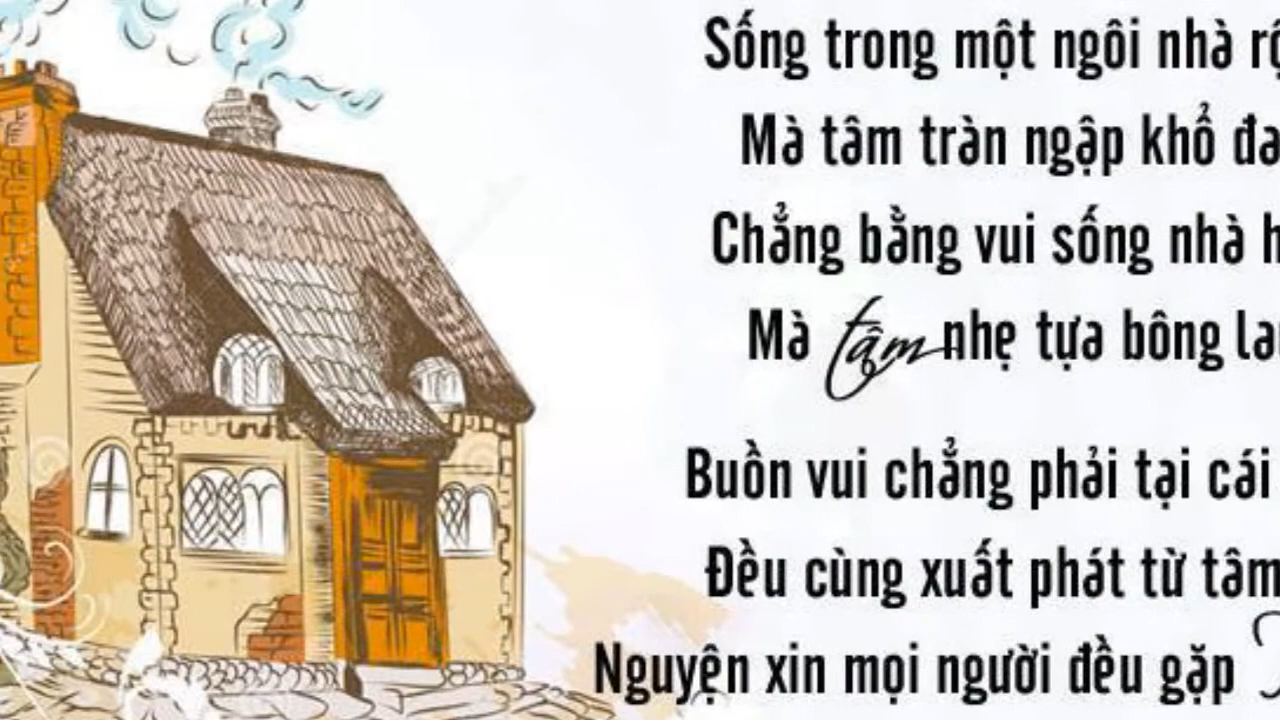 Sống trong một ngôi nhà
Mà tâm tràn ngập khổ
Chẳng bằng vui sống nhà
Mà tâm nhẹ tựa bông
Buồn vui chẳng phải tại cái
Đều cùng xuất phát từ tâm
Nguyện xin mọi người đều gặp